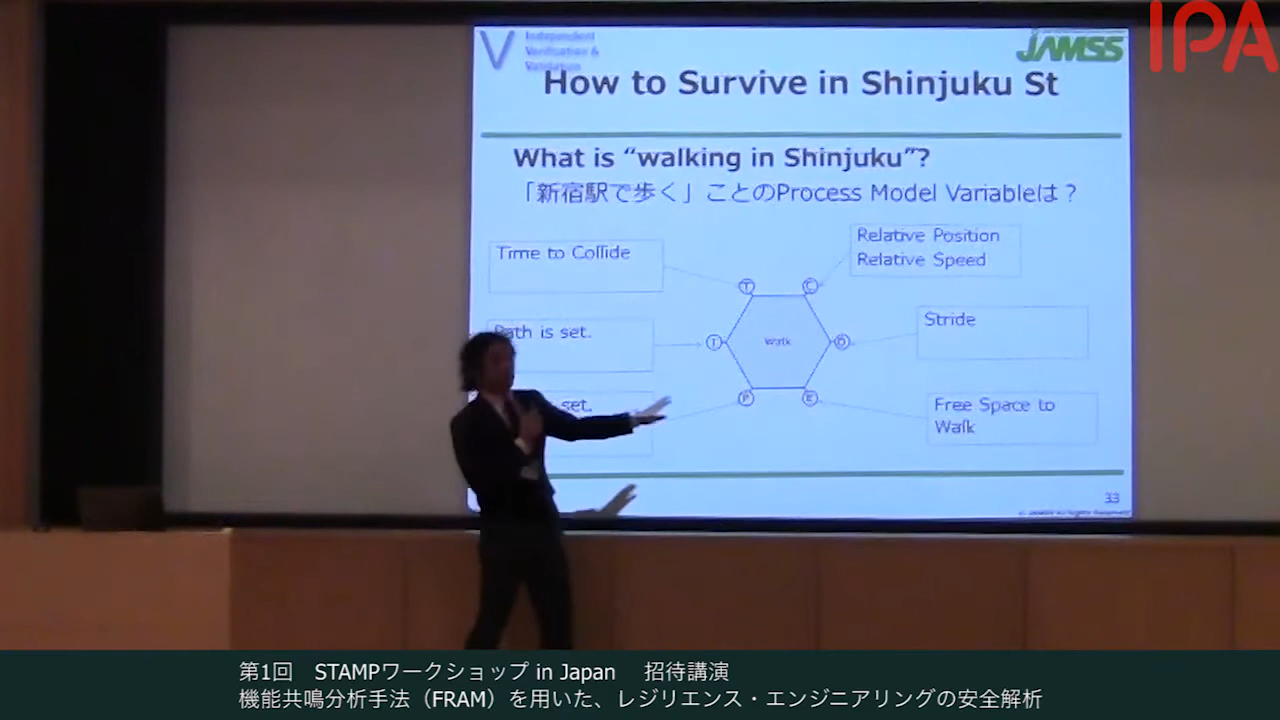 Independent
Verification &
Validation
JAMSS
IPA
How to Survive in Shinjuku St
What is “walking in Shinjuku”?
「新宿駅で歩く」ことのProcess Model Variableは？
Time to Collide
Relative Position
Relative Speed
Path is set.
Stride
set.
Free Space to
Walk
T
C
I
Walk
O
P
E
33
第1回 STAMPワークショップ in Japan 招待講演
機能共鳴分析手法（FRAM）を用いた、レジリエンス・エンジニアリングの安全解析